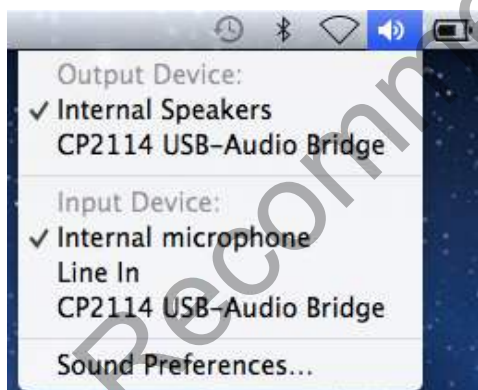 Output Device:
✓ Internal Speakers
CP2114 USB-Audio Bridge
Input Device:
✓ Internal microphone
Line In
CP2114 USB-Audio Bridge
Sound Preferences...
Recomm